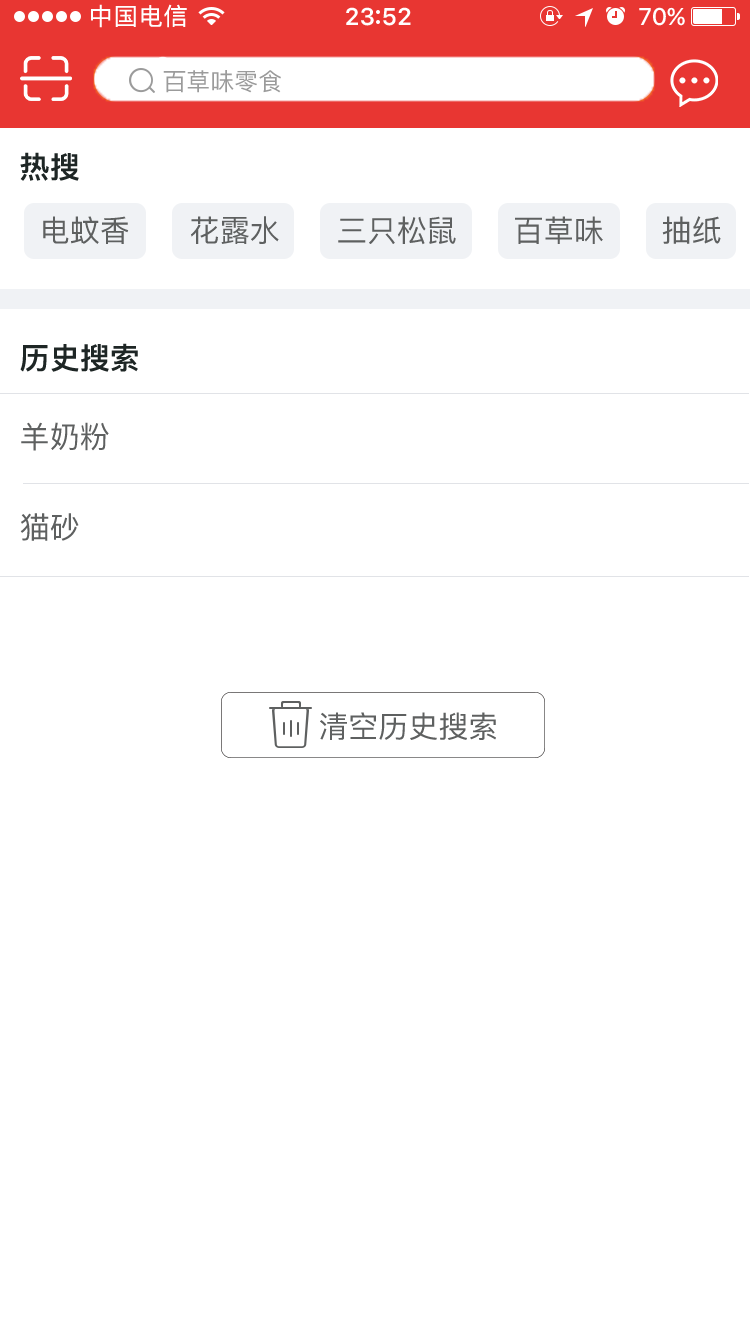 中国电信 23:52 70%
百草味零食
热搜
电蚊香 花露水 三只松鼠 百草味 抽纸
历史搜索
羊奶粉
猫砂
清空历史搜索